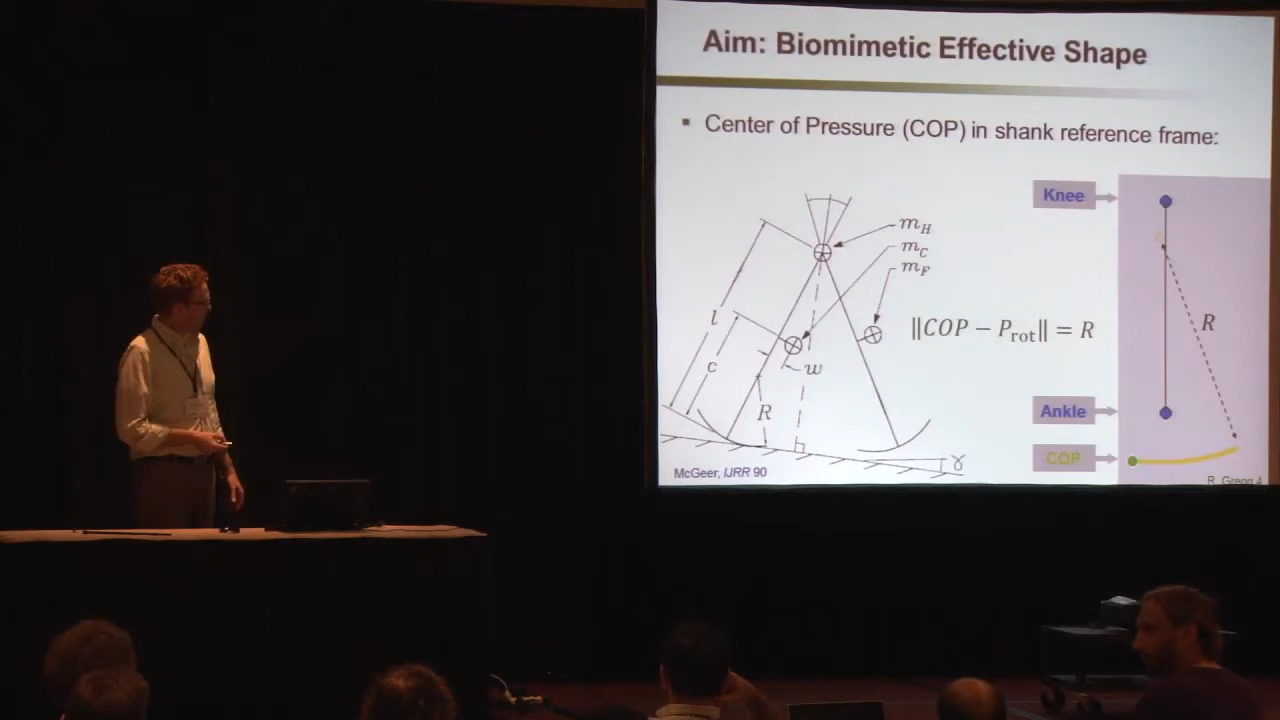 Aim: Biomimetic Effective Shape
▪ Center of Pressure (COP) in shank reference frame:
m_H
m_C
m_F
l
c
w
R
γ
‖COP − P_rot‖ = R
McGeer, IJRR 90
Knee
R
Ankle
COP
R. Gregg 4